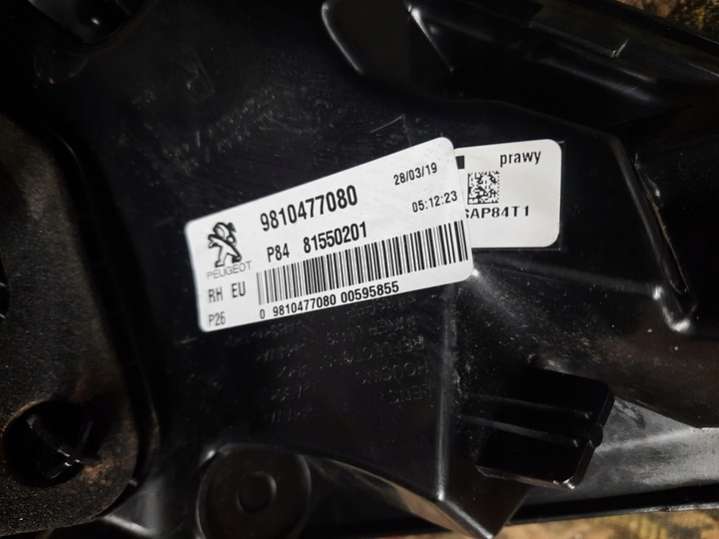 9810477080 28/03/19
P84 81550201 05:12:23
PEUGEOT
RH EU
P26 0 9810477080 00595855
prawy
SAP84T1